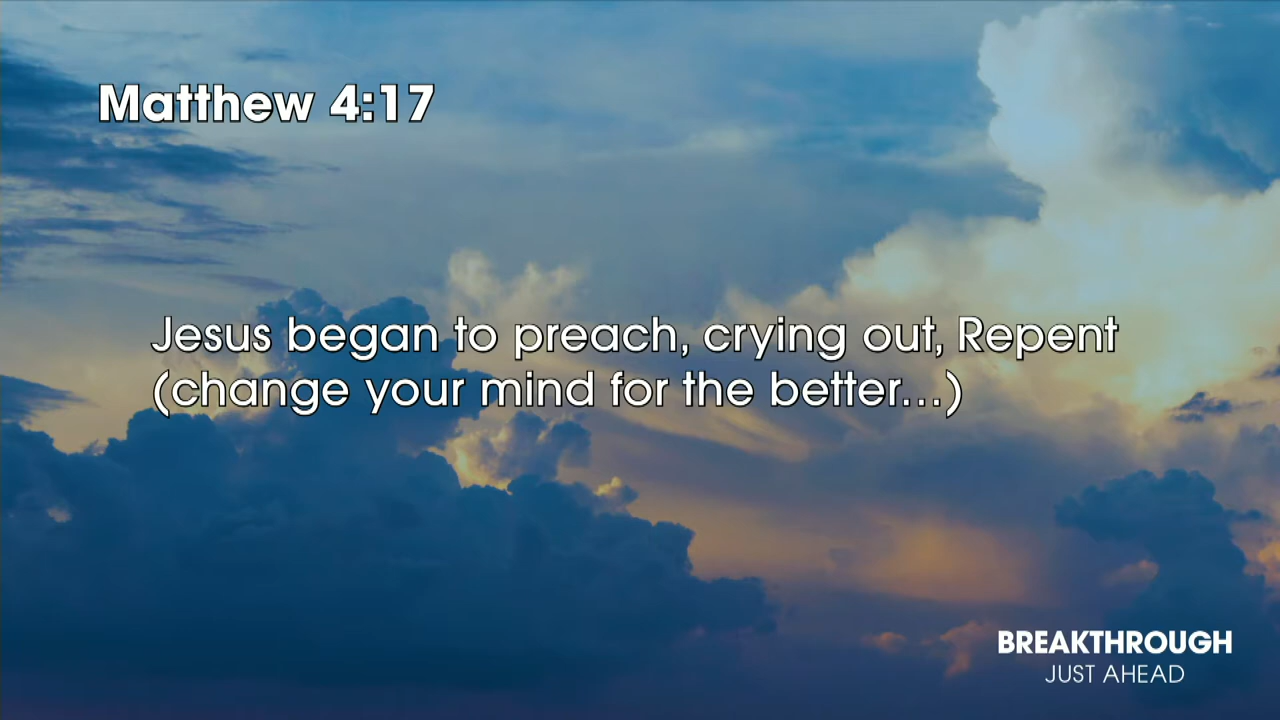 Matthew 4:17
Jesus began to preach, crying out, Repent
(change your mind for the better...)
BREAKTHROUGH
JUST AHEAD